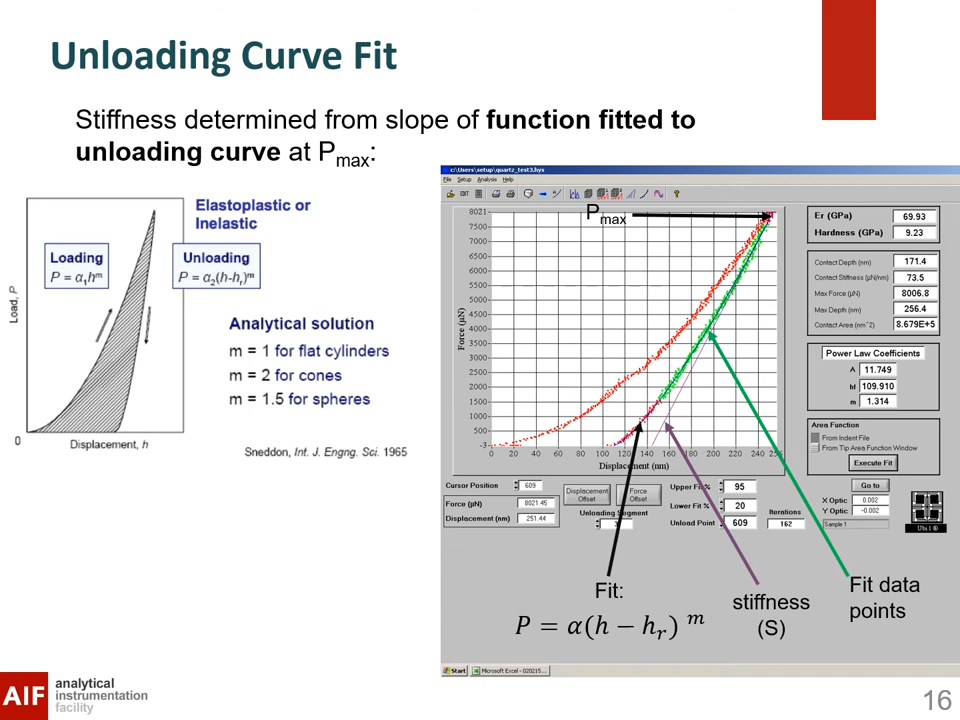 Unloading Curve Fit
Stiffness determined from slope of function fitted to
unloading curve at Pmax:
Elastoplastic or
Inelastic
Loading
P = α1hm
Unloading
P = α2(h-hr)m
Analytical solution
m = 1 for flat cylinders
m = 2 for cones
m = 1.5 for spheres
Load, P
0
Displacement, h
Sneddon, Int. J. Engng. Sci. 1965
c:\Users\setup\quartz_test3.hys
File Setup Analysis Help
EDIT
Pmax
8021
7500
7000
6500
6000
5500
5000
4500
4000
3500
3000
2500
2000
1500
1000
500
-3
Force (µN)
0 20 40 60 80 100 120 140 160 180 200 220 240
Displacement (nm)
Er (GPa) 69.93
Hardness (GPa) 9.23
Contact Depth (nm) 171.4
Contact Stiffness (µN/nm) 73.5
Max Force (µN) 8006.8
Max Depth (nm) 256.4
Contact Area (nm^2) 8.679E+5
Power Law Coefficients
A 11.749
hf 109.910
m 1.314
Area Function
From Indent File
From Tip Area Function Window
Execute Fit
Cursor Position 609
Force (µN) 8021.45
Displacement (nm) 251.44
Displacement Offset
Force Offset
Unloading Segment
Upper Fit % 95
Lower Fit % 20
Unload Point 609
Iterations
162
Go to
X Optic 0.002
Y Optic -0.002
Sample 1
Ubi 1 ®
Fit:
P = α(h − hr) m
stiffness
(S)
Fit data
points
Start Microsoft Excel - 020215...
AIF analytical
instrumentation
facility
16